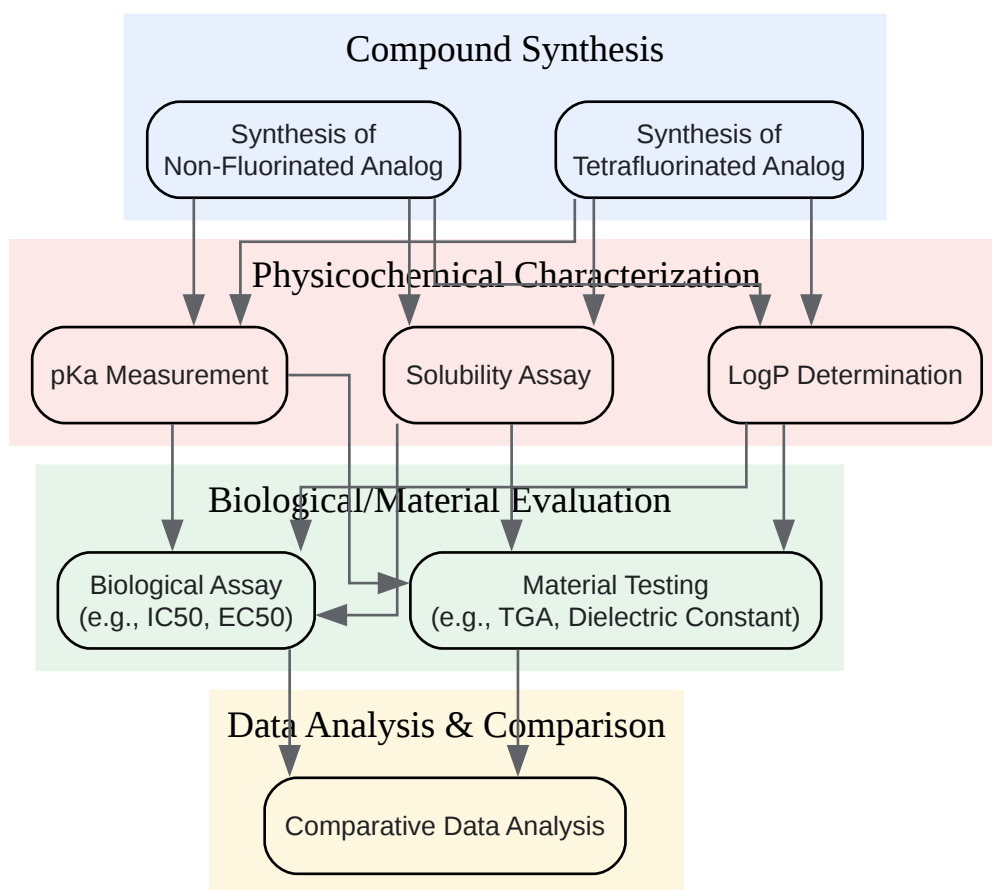 Compound Synthesis
Synthesis of
Non-Fluorinated Analog
Synthesis of
Tetrafluorinated Analog
Physicochemical Characterization
pKa Measurement
Solubility Assay
LogP Determination
Biological/Material Evaluation
Biological Assay
(e.g., IC50, EC50)
Material Testing
(e.g., TGA, Dielectric Constant)
Data Analysis & Comparison
Comparative Data Analysis